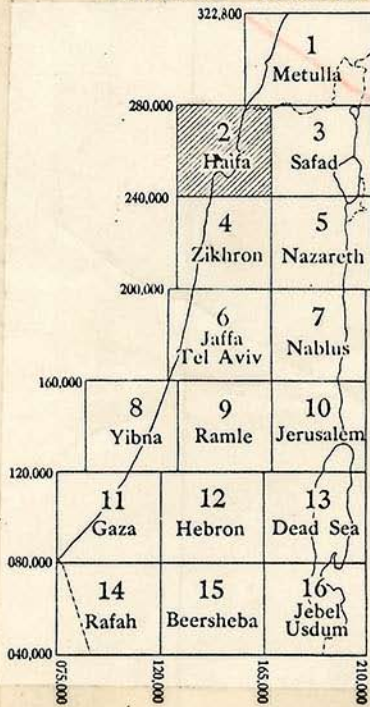 322,800
1
Metulla
280,000
2
Haifa
3
Safad
240,000
4
Zikhron
5
Nazareth
200,000
6
Jaffa
Tel Aviv
7
Nablus
160,000
8
Yibna
9
Ramle
10
Jerusalem
120,000
11
Gaza
12
Hebron
13
Dead Sea
080,000
14
Rafah
15
Beersheba
16
Jebel
Usdum
040,000
075,000
120,000
165,000
210,000